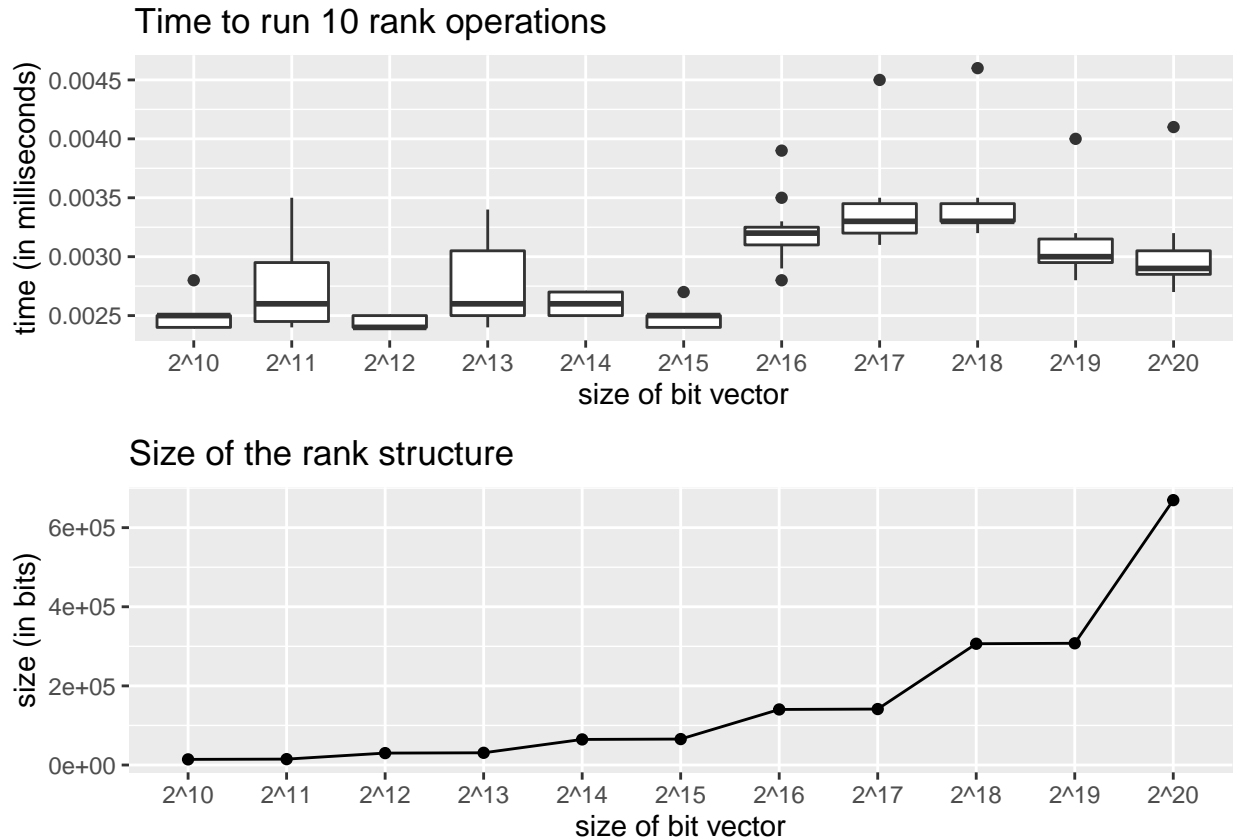 Time to run 10 rank operations
time (in milliseconds)
0.0045
0.0040
0.0035
0.0030
0.0025
2^10 2^11 2^12 2^13 2^14 2^15 2^16 2^17 2^18 2^19 2^20
size of bit vector
Size of the rank structure
size (in bits)
6e+05
4e+05
2e+05
0e+00
2^10 2^11 2^12 2^13 2^14 2^15 2^16 2^17 2^18 2^19 2^20
size of bit vector